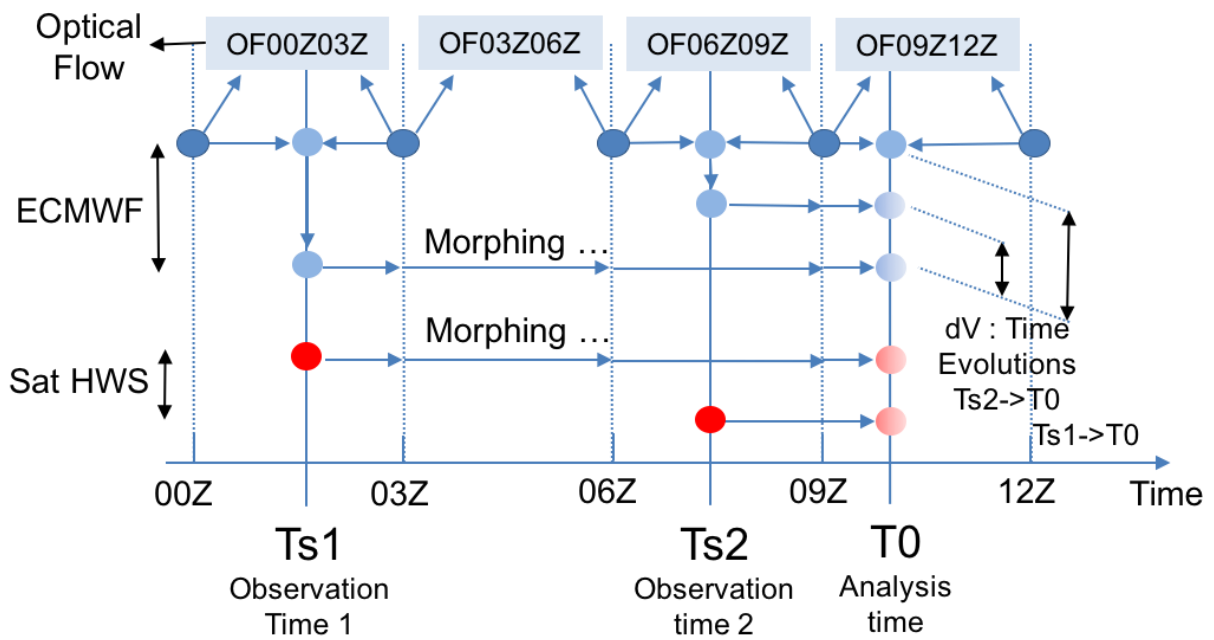 Optical
Flow
OF00Z03Z
OF03Z06Z
OF06Z09Z
OF09Z12Z
ECMWF
Morphing ...
Morphing ...
Sat HWS
dV : Time
Evolutions
Ts2->T0
Ts1->T0
00Z
03Z
06Z
09Z
12Z
Time
Ts1
Observation
Time 1
Ts2
Observation
time 2
T0
Analysis
time